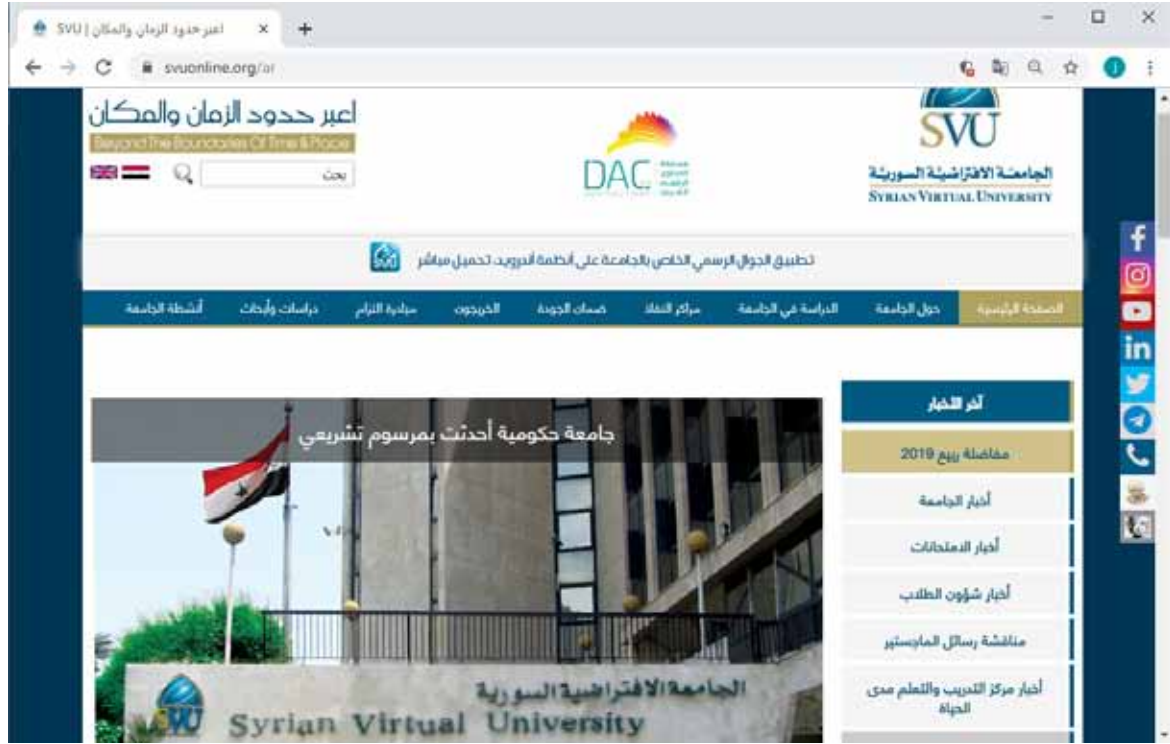 اعبر حدود الزمان والمكان | SVU
svuonline.org/ar
SVU
الجامعة الافتراضية السورية
SYRIAN VIRTUAL UNIVERSITY
DAC
اعبر حدود الزمان والمكان
Beyond The Boundaries Of Time & Place
بحث
تطبيق الجوال الرسمي الخاص بالجامعة على أنظمة أندرويد، تحميل مباشر
الصفحة الرئيسية
حول الجامعة
الدراسة في الجامعة
مراكز النفاذ
ضمان الجودة
الخريجون
مبادرة التزام
دراسات وأبحاث
أنشطة الجامعة
آخر الأخبار
مفاضلة ربيع 2019
أخبار الجامعة
أخبار الامتحانات
أخبار شؤون الطلاب
مناقشة رسائل الماجستير
أخبار مركز التدريب والتعلم مدى
الحياة
جامعة حكومية أحدثت بمرسوم تشريعي
الجامعة الافتراضية السورية
SVU
Syrian Virtual University